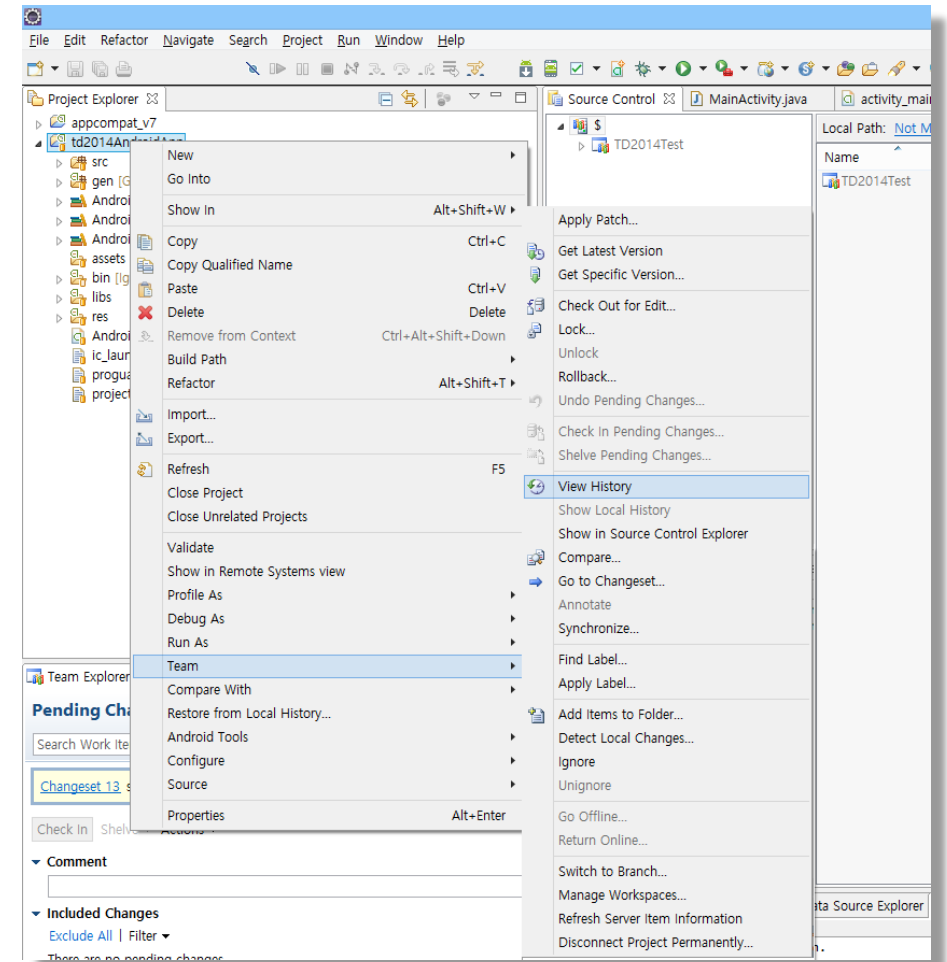 File Edit Refactor Navigate Search Project Run Window Help
Project Explorer
appcompat_v7
td2014AndroidApp
src
gen [G
Androi
Androi
Androi
assets
bin [Ig
libs
res
Androi
ic_laun
progua
project
New
Go Into
Show In Alt+Shift+W
Copy Ctrl+C
Copy Qualified Name
Paste Ctrl+V
Delete Delete
Remove from Context Ctrl+Alt+Shift+Down
Build Path
Refactor Alt+Shift+T
Import...
Export...
Refresh F5
Close Project
Close Unrelated Projects
Validate
Show in Remote Systems view
Profile As
Debug As
Run As
Team
Compare With
Restore from Local History...
Android Tools
Configure
Source
Properties Alt+Enter
Source Control MainActivity.java activity_mai
$
TD2014Test
Local Path: Not M
Name
TD2014Test
Apply Patch...
Get Latest Version
Get Specific Version...
Check Out for Edit...
Lock...
Unlock
Rollback...
Undo Pending Changes...
Check In Pending Changes...
Shelve Pending Changes...
View History
Show Local History
Show in Source Control Explorer
Compare...
Go to Changeset...
Annotate
Synchronize...
Find Label...
Apply Label...
Add Items to Folder...
Detect Local Changes...
Ignore
Unignore
Go Offline...
Return Online...
Switch to Branch...
Manage Workspaces...
Refresh Server Item Information
Disconnect Project Permanently...
Team Explorer
Pending Cha
Search Work Ite
Changeset 13 s
Check In Shelve Actions
Comment
Included Changes
Exclude All | Filter
There are no pending changes
ata Source Explorer